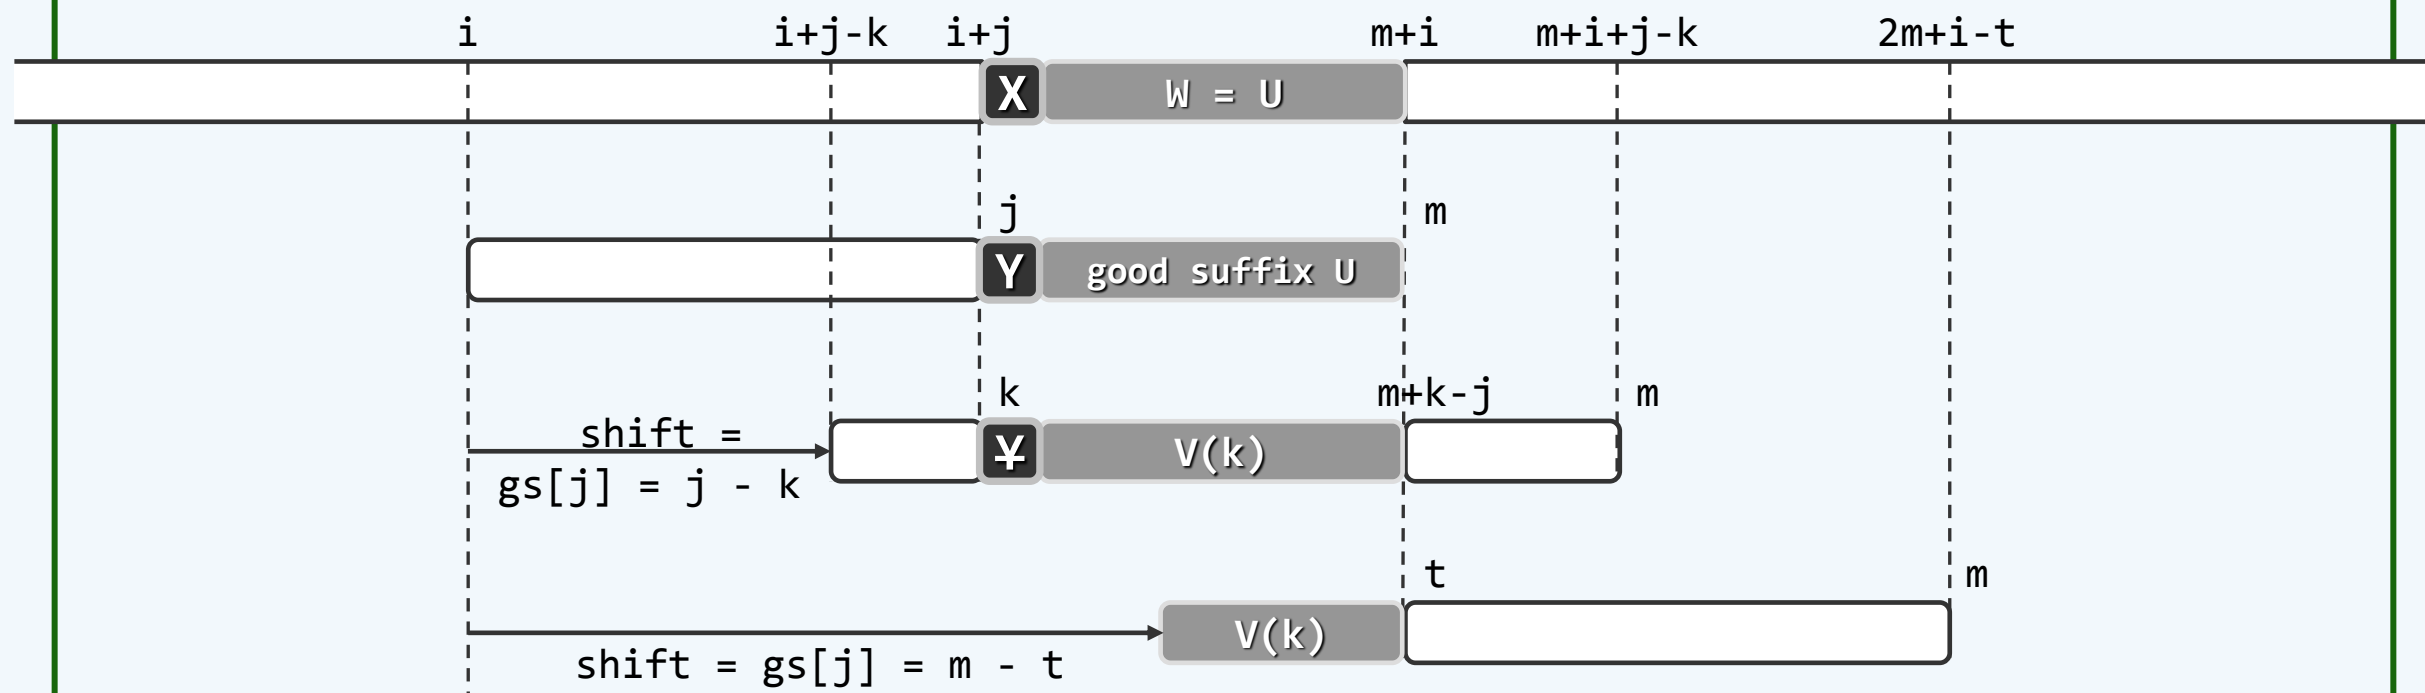 i i+j-k i+j m+i m+i+j-k 2m+i-t
X W = U
j m
Y good suffix U
k m+k-j m
shift =
¥ V(k)
gs[j] = j - k
t m
V(k)
shift = gs[j] = m - t